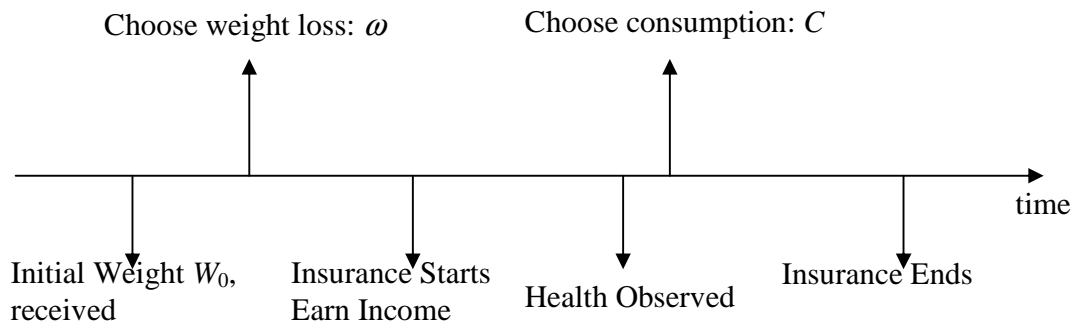 Choose weight loss: ω
Choose consumption: C
time
Initial Weight W₀,
received
Insurance Starts
Earn Income
Health Observed
Insurance Ends